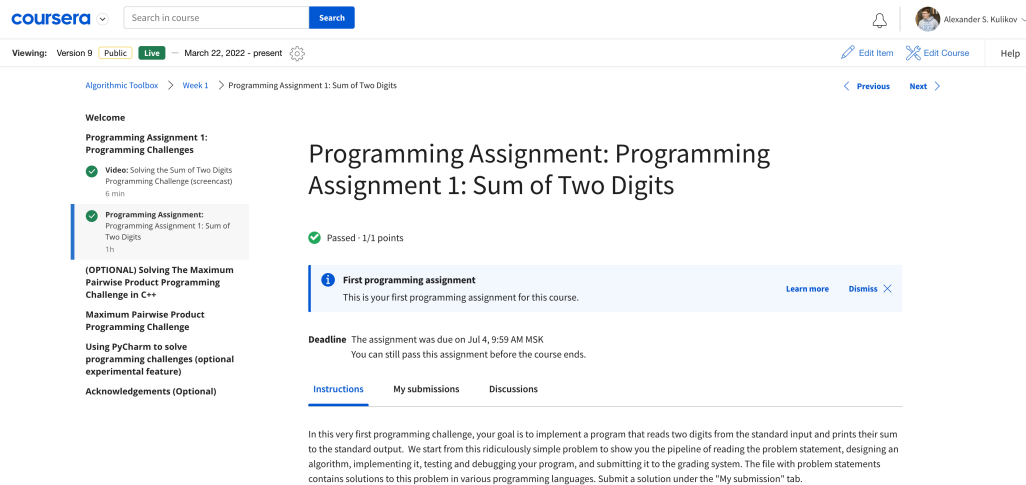 coursera
Search in course
Search
Alexander S. Kulikov
Viewing: Version 9 Public Live — March 22, 2022 - present
Edit Item
Edit Course
Help
Algorithmic Toolbox > Week 1 > Programming Assignment 1: Sum of Two Digits
Previous
Next
Welcome
Programming Assignment 1:
Programming Challenges
Video: Solving the Sum of Two Digits
Programming Challenge (screencast)
6 min
Programming Assignment:
Programming Assignment 1: Sum of
Two Digits
1h
(OPTIONAL) Solving The Maximum
Pairwise Product Programming
Challenge in C++
Maximum Pairwise Product
Programming Challenge
Using PyCharm to solve
programming challenges (optional
experimental feature)
Acknowledgements (Optional)
Programming Assignment: Programming
Assignment 1: Sum of Two Digits
Passed · 1/1 points
First programming assignment
This is your first programming assignment for this course.
Learn more
Dismiss
Deadline The assignment was due on Jul 4, 9:59 AM MSK
You can still pass this assignment before the course ends.
Instructions
My submissions
Discussions
In this very first programming challenge, your goal is to implement a program that reads two digits from the standard input and prints their sum
to the standard output. We start from this ridiculously simple problem to show you the pipeline of reading the problem statement, designing an
algorithm, implementing it, testing and debugging your program, and submitting it to the grading system. The file with problem statements
contains solutions to this problem in various programming languages. Submit a solution under the "My submission" tab.